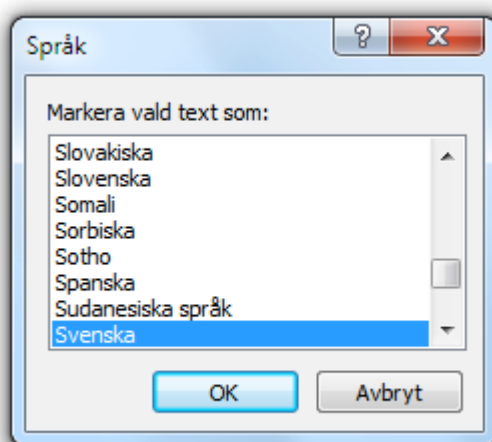 Språk
Markera vald text som:
Slovakiska
Slovenska
Somali
Sorbiska
Sotho
Spanska
Sudanesiska språk
Svenska
OK
Avbryt